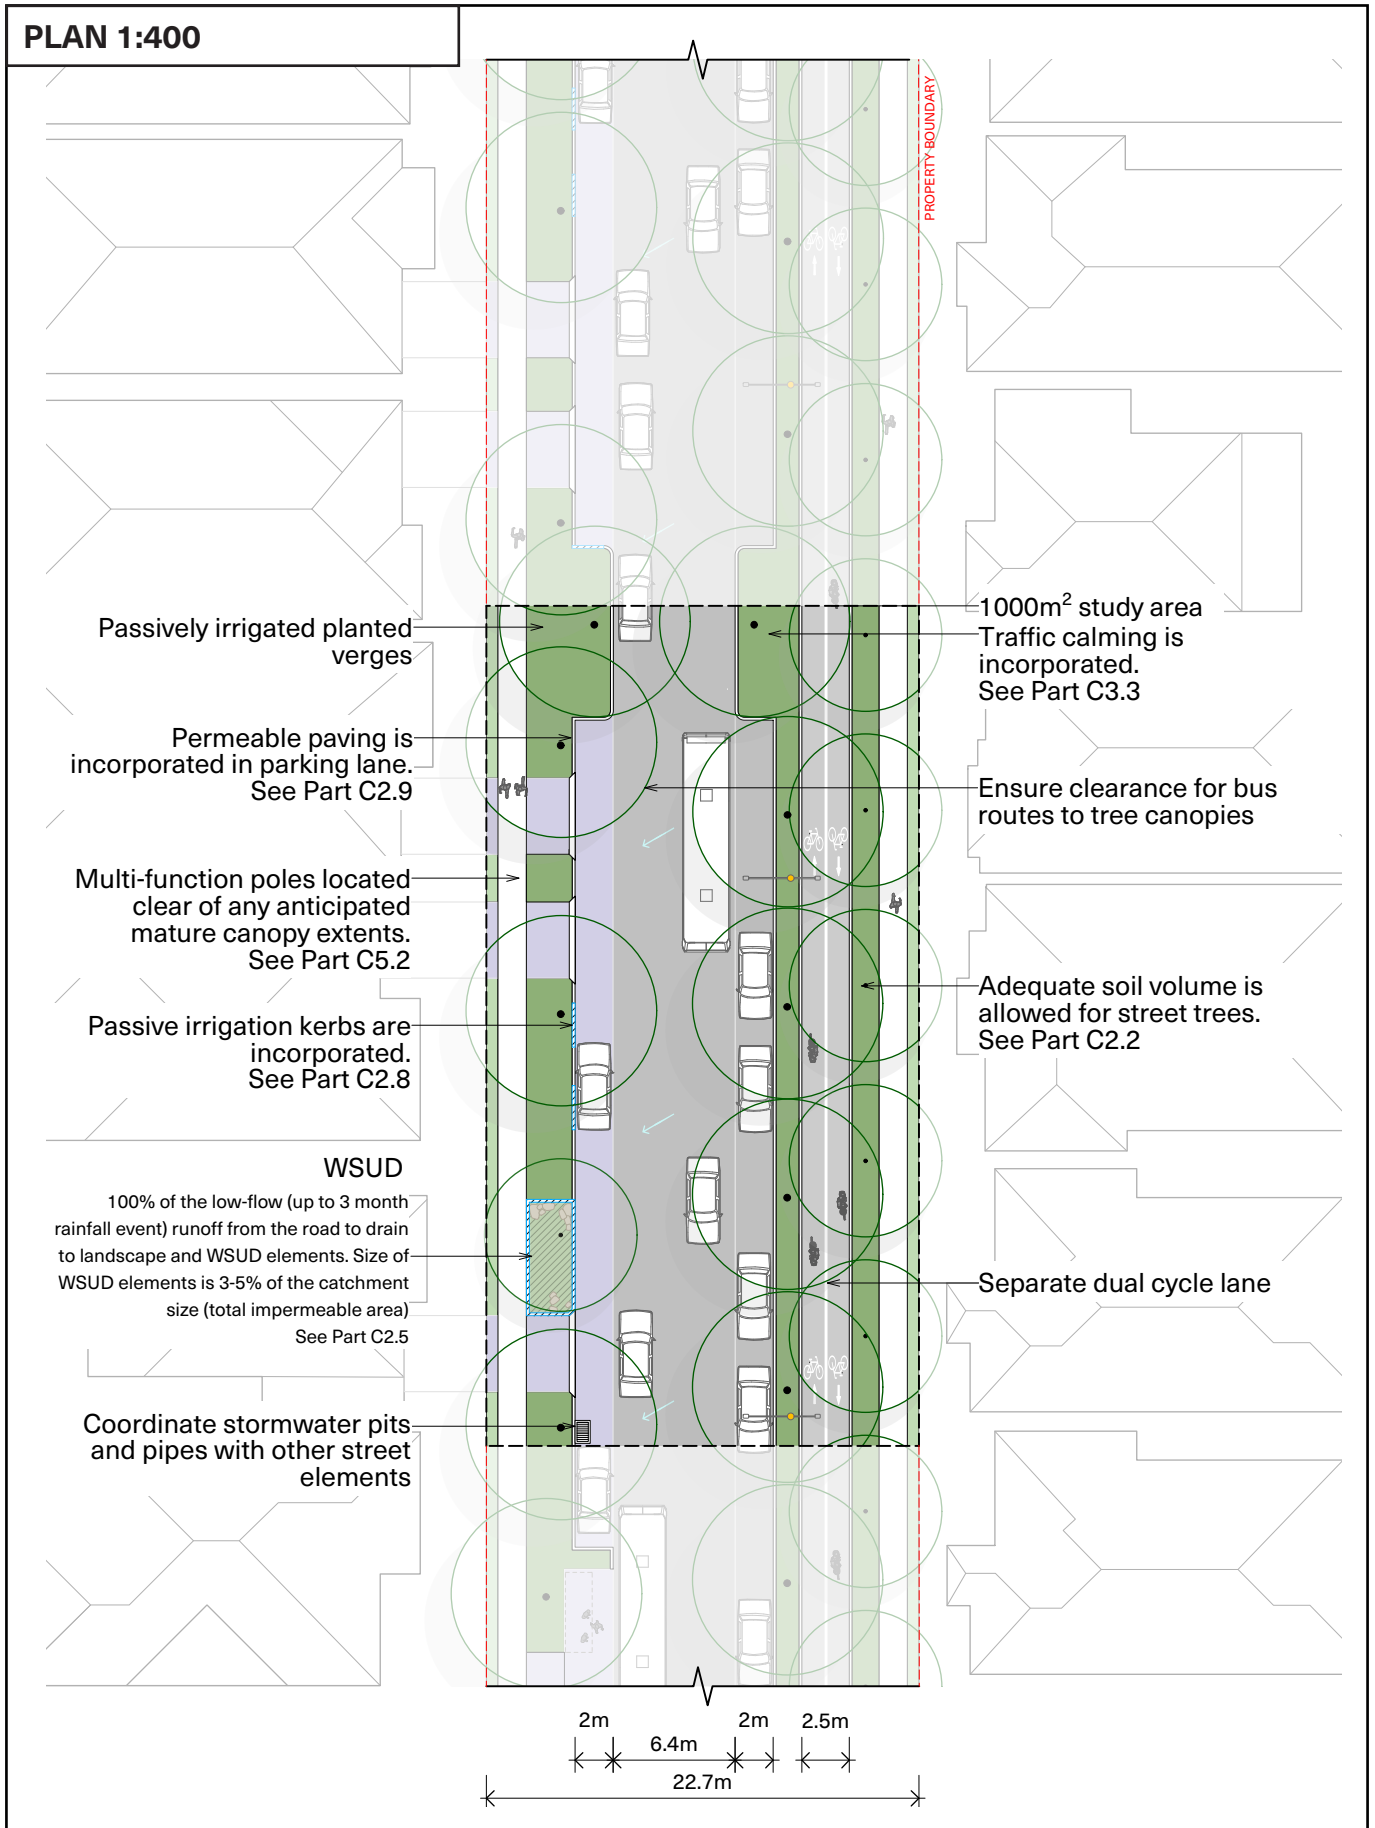 PLAN 1:400
PROPERTY BOUNDARY
Passively irrigated planted
verges
Permeable paving is
incorporated in parking lane.
See Part C2.9
Multi-function poles located
clear of any anticipated
mature canopy extents.
See Part C5.2
Passive irrigation kerbs are
incorporated.
See Part C2.8
WSUD
100% of the low-flow (up to 3 month
rainfall event) runoff from the road to drain
to landscape and WSUD elements. Size of
WSUD elements is 3-5% of the catchment
size (total impermeable area)
See Part C2.5
Coordinate stormwater pits
and pipes with other street
elements
1000m² study area
Traffic calming is
incorporated.
See Part C3.3
Ensure clearance for bus
routes to tree canopies
Adequate soil volume is
allowed for street trees.
See Part C2.2
Separate dual cycle lane
2m
2m
2.5m
6.4m
22.7m